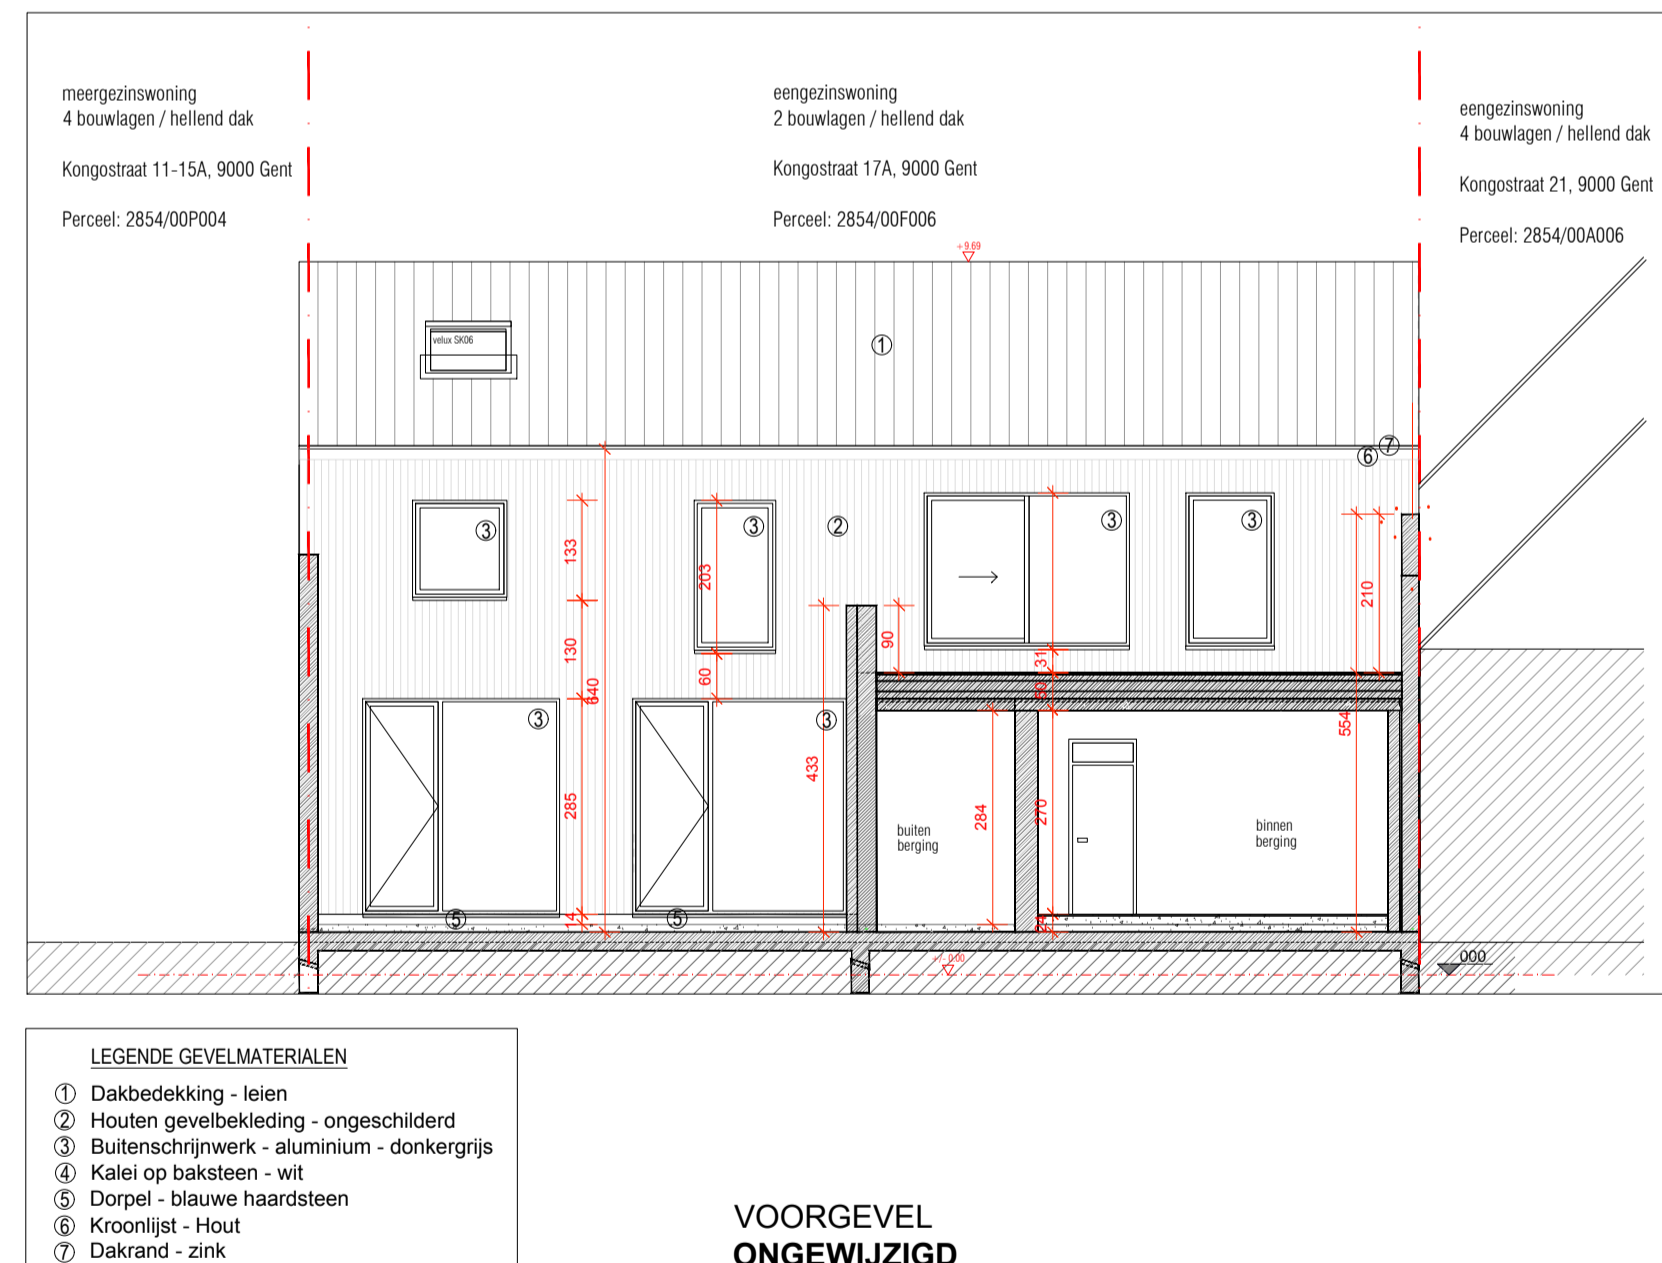 meergezinswoning
4 bouwlagen / hellend dak
Kongostraat 11-15A, 9000 Gent
Perceel: 2854/00P004
eengezinswoning
2 bouwlagen / hellend dak
Kongostraat 17A, 9000 Gent
Perceel: 2854/00F006
eengezinswoning
4 bouwlagen / hellend dak
Kongostraat 21, 9000 Gent
Perceel: 2854/00A006
+9.69
velux SK06
1
7
6
3
3
2
3
3
133
203
210
130
90
60
31
50
640
554
3
3
433
285
284
270
buiten
berging
binnen
berging
5
5
14
24
+/- 0.00
000
LEGENDE GEVELMATERIALEN
1 Dakbedekking - leien
2 Houten gevelbekleding - ongeschilderd
3 Buitenschrijnwerk - aluminium - donkergrijs
4 Kalei op baksteen - wit
5 Dorpel - blauwe haardsteen
6 Kroonlijst - Hout
7 Dakrand - zink
VOORGEVEL
ONGEWIJZIGD